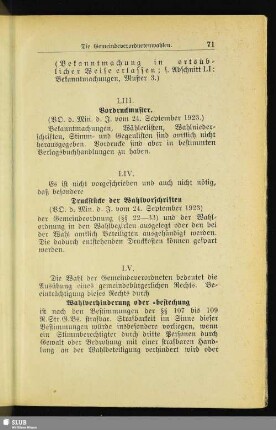 Die Gemeindeverordnetenwahlen. 71
(Bekanntmachung in ortsüb-
licher Weise erlassen; s. Abschnitt LI:
Bekanntmachungen, Muster 3.)
LIII.
Vordruckmuster.
(VO. d. Min. d. J. vom 24. September 1923.)
Bekanntmachungen, Wählerlisten, Wahlnieder-
schriften, Stimm- und Gegenlisten sind amtlich nicht
herausgegeben. Vordrucke sind aber in bestimmten
Verlagsbuchhandlungen zu haben.
LIV.
Es ist nicht vorgeschrieben und auch nicht nötig,
daß besondere
Druckstücke der Wahlvorschriften
(VO. d. Min. d. J. vom 24. September 1923)
der Gemeindeordnung (§§ 22—33) und der Wahl-
ordnung in den Wahlbezirken ausgelegt oder den bei
der Wahl amtlich Beteiligten ausgehändigt werden.
Die dadurch entstehenden Druckkosten können gespart
werden.
LV.
Die Wahl der Gemeindeverordneten bedeutet die
Ausübung eines gemeindebürgerlichen Rechts. Be-
einträchtigung dieses Rechts durch
Wahlverhinderung oder -bestechung
ist nach den Bestimmungen der §§ 107 bis 109
R.Str.G.Bs. strafbar. Strafbarkeit im Sinne dieser
Bestimmungen würde insbesondere vorliegen, wenn
ein Stimmberechtigter durch dritte Personen durch
Gewalt oder Bedrohung mit einer strafbaren Hand-
lung an der Wahlbeteiligung verhindert wird oder
SLUB